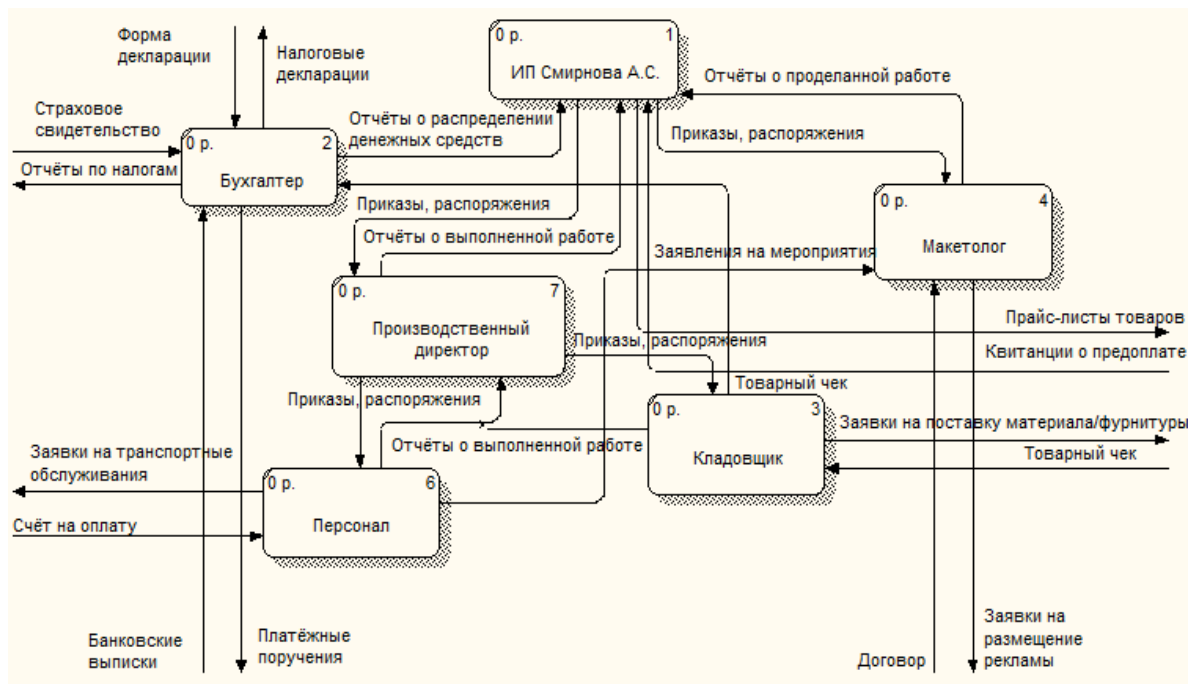 Форма
декларации
Налоговые
декларации
0 р. 1
ИП Смирнова А.С.
Отчёты о проделанной работе
Страховое
свидетельство
Отчёты о распределении
денежных средств
Приказы, распоряжения
0 р. 2
Бухгалтер
Отчёты по налогам
Приказы, распоряжения
Отчёты о выполненной работе
0 р. 4
Макетолог
Заявления на мероприятия
0 р. 7
Производственный
директор
Прайс-листы товаров
Приказы, распоряжения
Квитанции о предоплате
Товарный чек
Приказы, распоряжения
0 р. 3
Кладовщик
Заявки на поставку материала/фурнитуры
Товарный чек
Отчёты о выполненной работе
Заявки на транспортные
обслуживания
0 р. 6
Персонал
Счёт на оплату
Банковские
выписки
Платёжные
поручения
Договор
Заявки на
размещение
рекламы